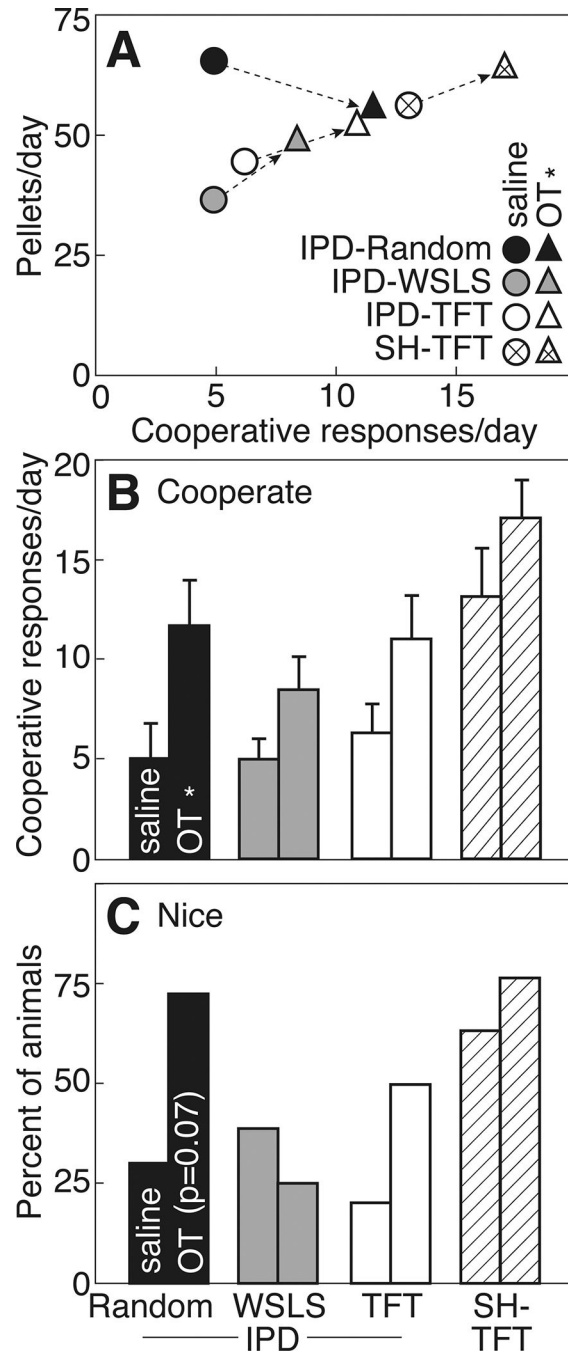 A
75
50
25
0
Pellets/day
saline
OT *
IPD-Random
IPD-WSLS
IPD-TFT
SH-TFT
0 5 10 15
Cooperative responses/day
B Cooperate
20
15
10
5
0
Cooperative responses/day
saline
OT *
C Nice
75
50
25
0
Percent of animals
saline
OT (p=0.07)
Random WSLS TFT SH-
IPD TFT